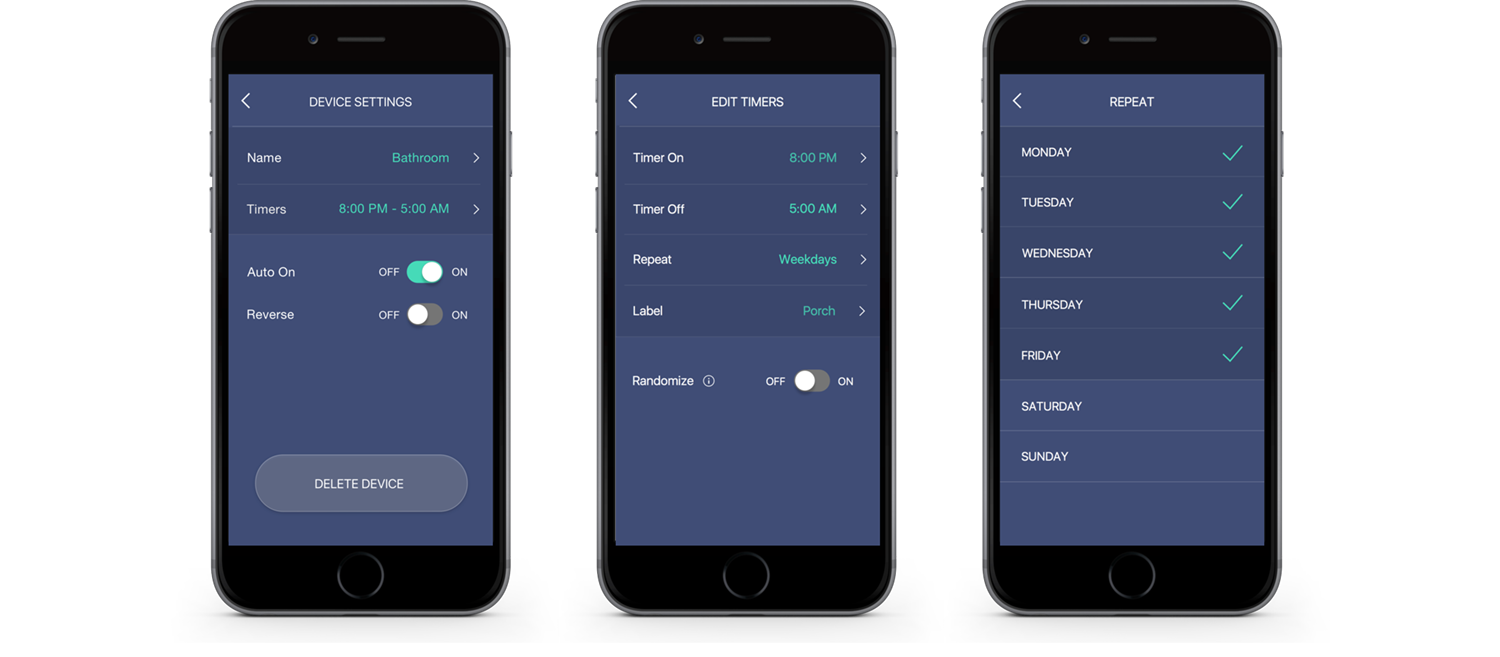 DEVICE SETTINGS
Name Bathroom
Timers 8:00 PM - 5:00 AM
Auto On OFF ON
Reverse OFF ON
DELETE DEVICE
EDIT TIMERS
Timer On 8:00 PM
Timer Off 5:00 AM
Repeat Weekdays
Label Porch
Randomize OFF ON
REPEAT
MONDAY
TUESDAY
WEDNESDAY
THURSDAY
FRIDAY
SATURDAY
SUNDAY